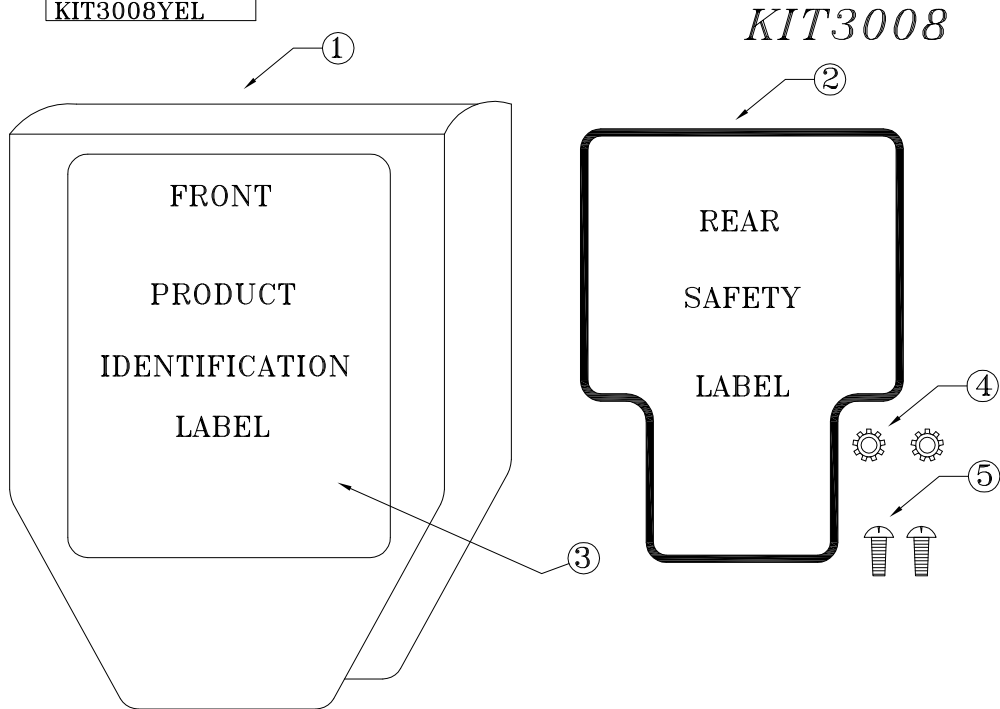 KIT3008YEL
KIT3008
1
2
FRONT
PRODUCT
IDENTIFICATION
LABEL
REAR
SAFETY
LABEL
4
5
3